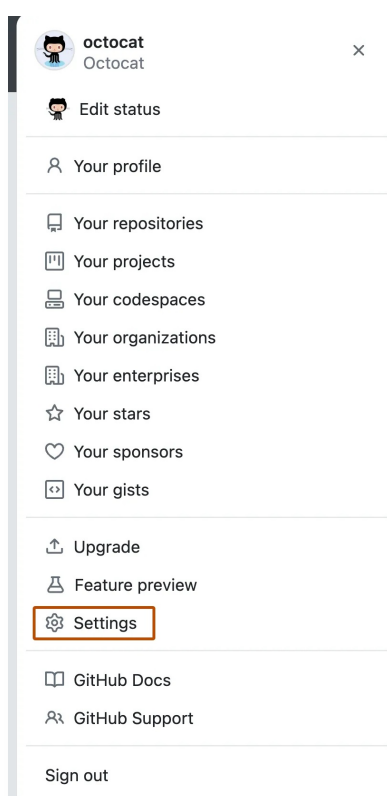 octocat
Octocat
Edit status
Your profile
Your repositories
Your projects
Your codespaces
Your organizations
Your enterprises
Your stars
Your sponsors
Your gists
Upgrade
Feature preview
Settings
GitHub Docs
GitHub Support
Sign out